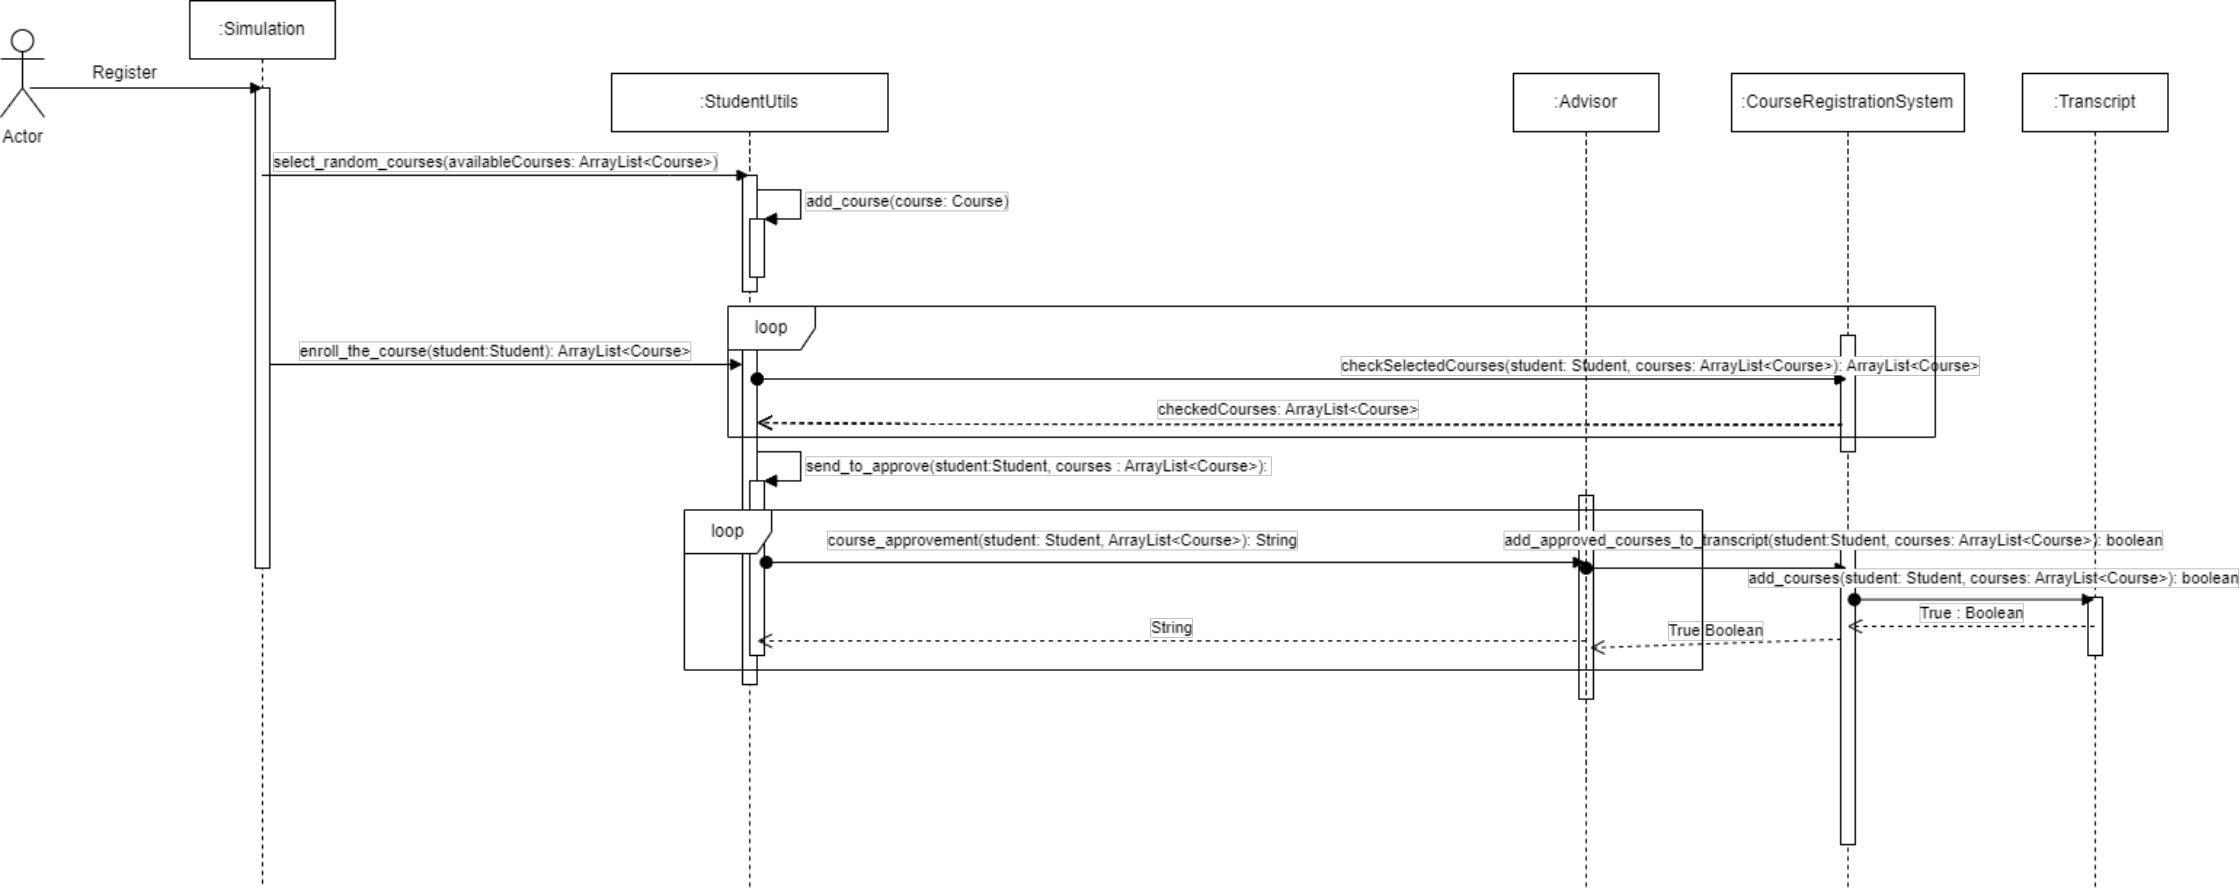 :Simulation
Register
Actor
:StudentUtils
:Advisor
:CourseRegistrationSystem
:Transcript
select_random_courses(availableCourses: ArrayList<Course>)
add_course(course: Course)
loop
enroll_the_course(student:Student): ArrayList<Course>
checkSelectedCourses(student: Student, courses: ArrayList<Course>): ArrayList<Course>
checkedCourses: ArrayList<Course>
send_to_approve(student:Student, courses : ArrayList<Course>):
loop
course_approvement(student: Student, ArrayList<Course>): String
add_approved_courses_to_transcript(student:Student, courses: ArrayList<Course>): boolean
add_courses(student: Student, courses: ArrayList<Course>): boolean
True : Boolean
String
True Boolean